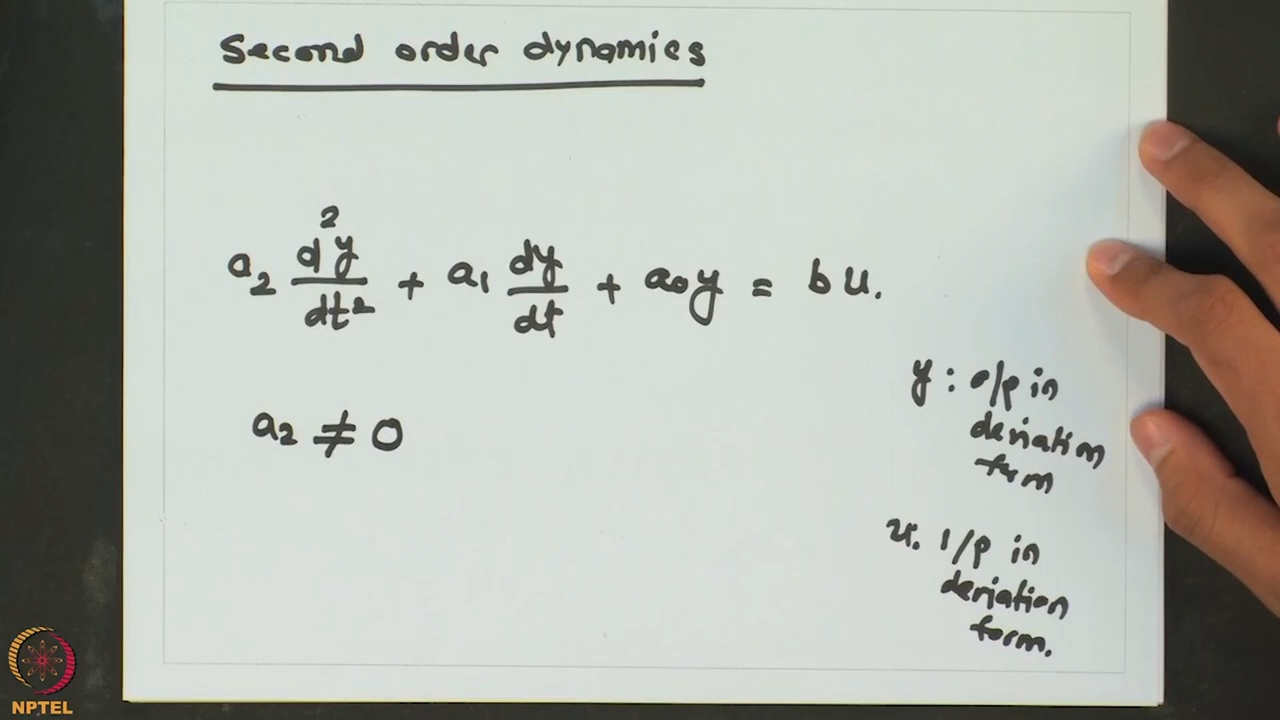 Second order dynamics
a₂ d²y/dt² + a₁ dy/dt + a₀y = bu.
a₂ ≠ 0
y : o/p in
deviation
form
u. i/p in
deviation
form.
NPTEL